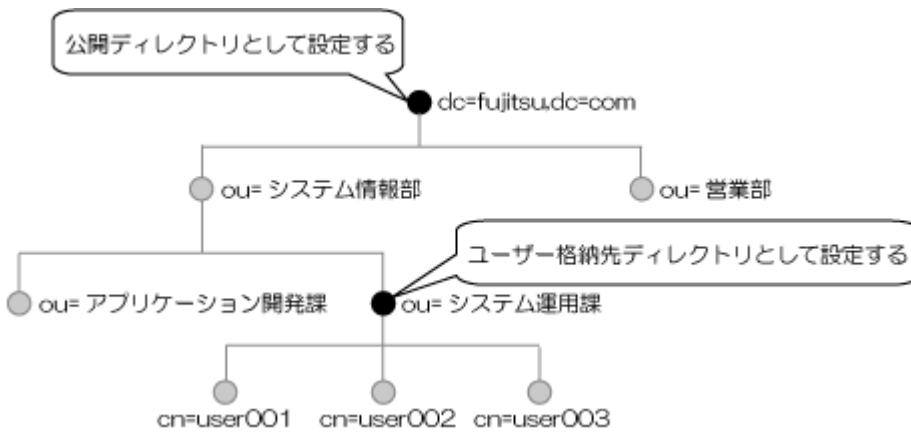 公開ディレクトリとして設定する
dc=fujitsu,dc=com
ou= システム情報部
ou= 営業部
ユーザー格納先ディレクトリとして設定する
ou= アプリケーション開発課
ou= システム運用課
cn=user001
cn=user002
cn=user003